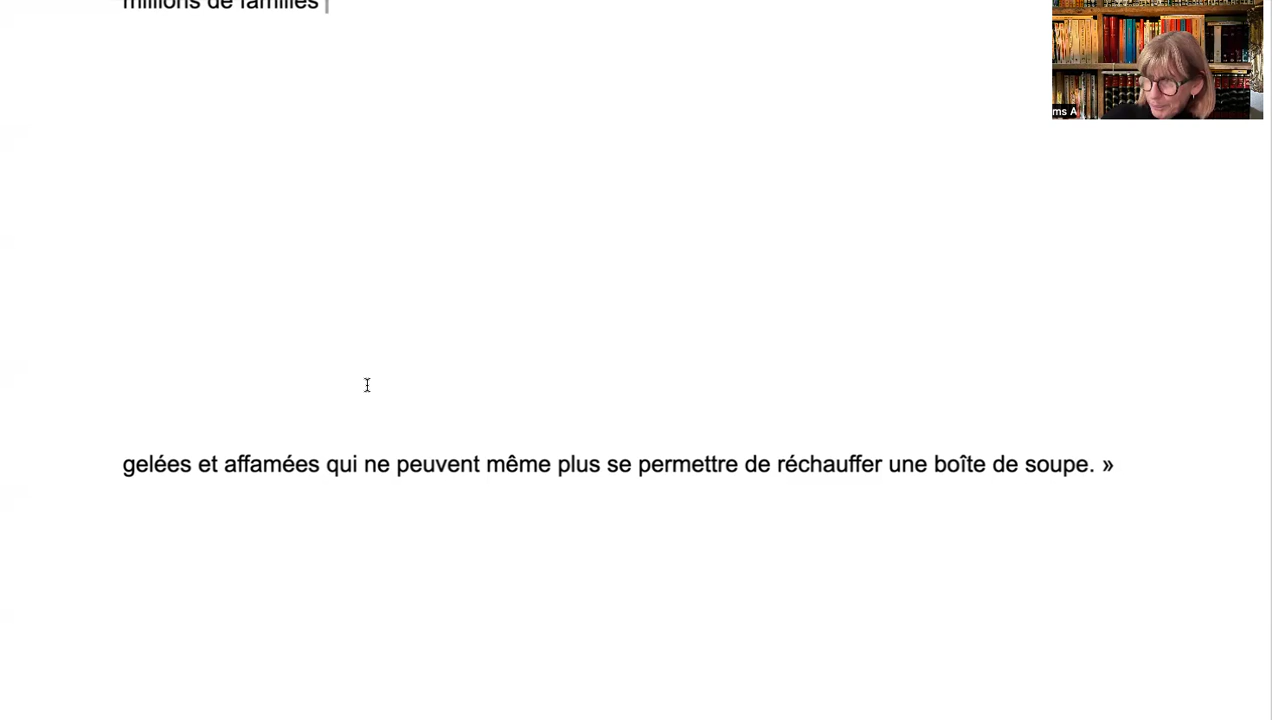 millions de familles
ms A
gelées et affamées qui ne peuvent même plus se permettre de réchauffer une boîte de soupe. »